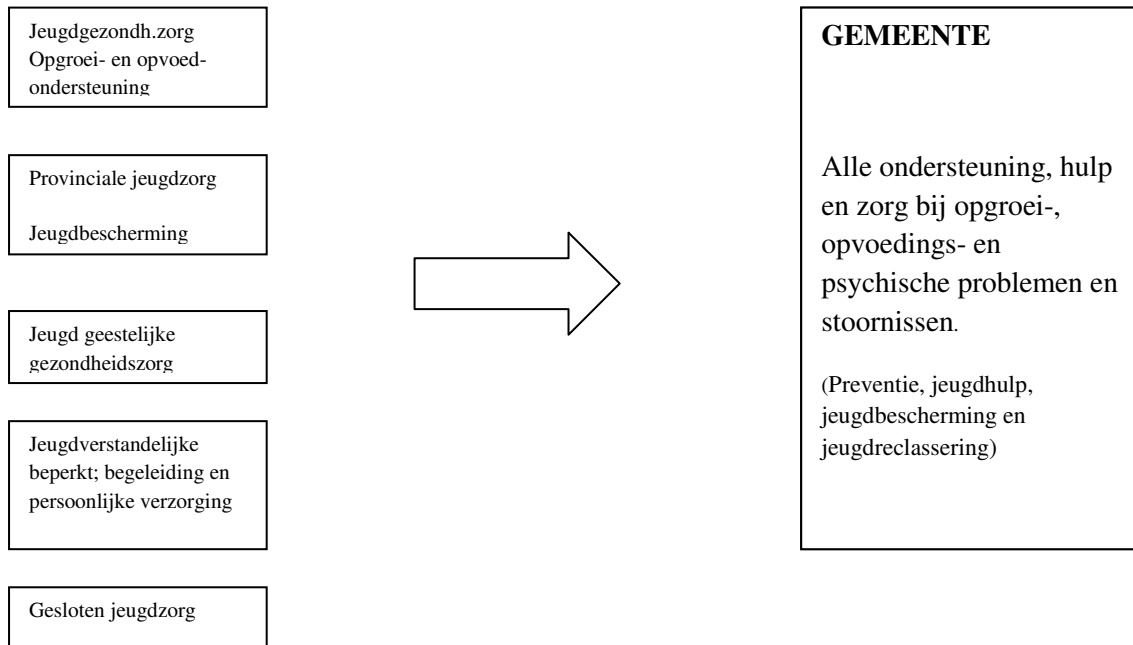 Jeugdgezondh.zorg
Opgroei- en opvoed-
ondersteuning
Provinciale jeugdzorg
Jeugdbescherming
Jeugd geestelijke
gezondheidszorg
Jeugdverstandelijke
beperkt; begeleiding en
persoonlijke verzorging
Gesloten jeugdzorg
GEMEENTE
Alle ondersteuning, hulp
en zorg bij opgroei-,
opvoedings- en
psychische problemen en
stoornissen.
(Preventie, jeugdhulp,
jeugdbescherming en
jeugdreclassering)